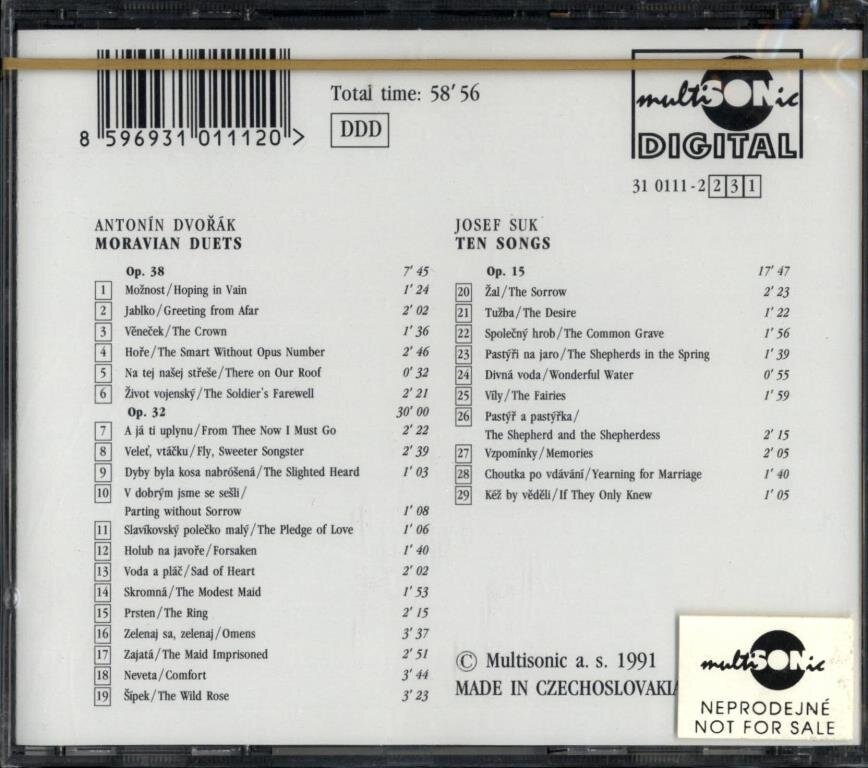 8 596931 011120 >
Total time: 58' 56
DDD
multiSONic
DIGITAL
31 0111-2 2 3 1
ANTONÍN DVOŘÁK
MORAVIAN DUETS
Op. 38 7' 45
1 Možnost/Hoping in Vain 1' 24
2 Jablko/Greeting from Afar 2' 02
3 Věneček/The Crown 1' 36
4 Hoře/The Smart Without Opus Number 2' 46
5 Na tej našej střeše/There on Our Roof 0' 32
6 Život vojenský/The Soldier's Farewell 2' 21
Op. 32 30' 00
7 A já ti uplynu/From Thee Now I Must Go 2' 22
8 Veleť, vtáčku/Fly, Sweeter Songster 2' 39
9 Dyby byla kosa nabróšená/The Slighted Heard 1' 03
10 V dobrým jsme se sešli/
Parting without Sorrow 1' 08
11 Slavíkovský polečko malý/The Pledge of Love 1' 06
12 Holub na javoře/Forsaken 1' 40
13 Voda a pláč/Sad of Heart 2' 02
14 Skromná/The Modest Maid 1' 53
15 Prsten/The Ring 2' 15
16 Zelenaj sa, zelenaj/Omens 3' 37
17 Zajatá/The Maid Imprisoned 2' 51
18 Neveta/Comfort 3' 44
19 Šípek/The Wild Rose 3' 23
JOSEF SUK
TEN SONGS
Op. 15 17' 47
20 Žal/The Sorrow 2' 23
21 Tužba/The Desire 1' 22
22 Společný hrob/The Common Grave 1' 56
23 Pastýři na jaro/The Shepherds in the Spring 1' 39
24 Divná voda/Wonderful Water 0' 55
25 Víly/The Fairies 1' 59
26 Pastýř a pastýřka/
The Shepherd and the Shepherdess 2' 15
27 Vzpomínky/Memories 2' 05
28 Choutka po vdávání/Yearning for Marriage 1' 40
29 Kéž by věděli/If They Only Knew 1' 05
© Multisonic a. s. 1991
MADE IN CZECHOSLOVAKIA
multiSONic
NEPRODEJNÉ
NOT FOR SALE